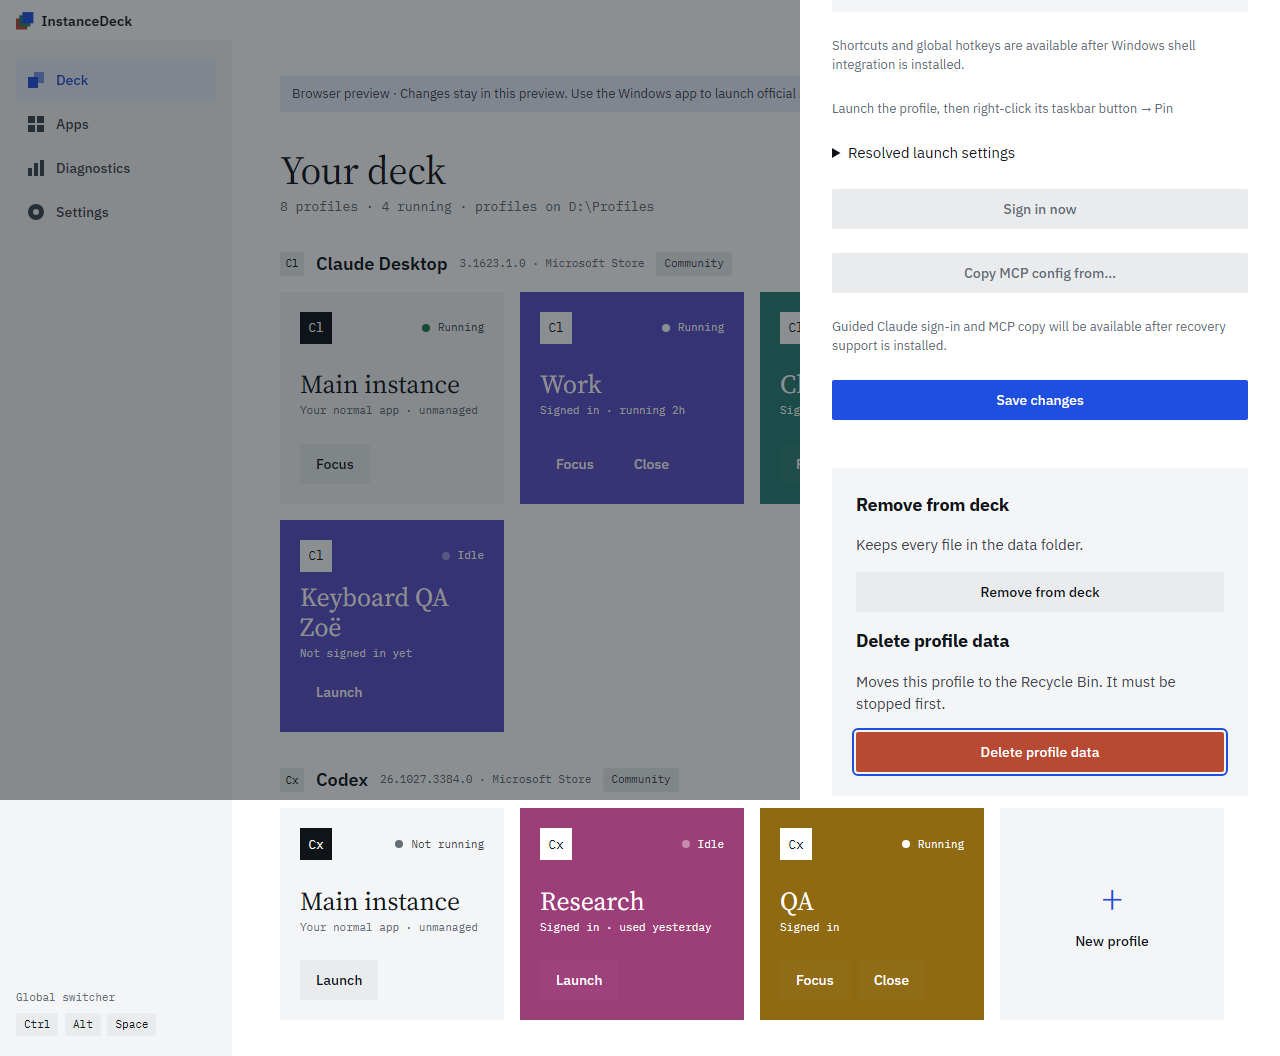 InstanceDeck
Deck
Apps
Diagnostics
Settings
Global switcher
Ctrl Alt Space
Browser preview · Changes stay in this preview. Use the Windows app to launch official
Your deck
8 profiles · 4 running · profiles on D:\Profiles
Cl Claude Desktop 3.1623.1.0 · Microsoft Store Community
Cl Running
Main instance
Your normal app · unmanaged
Focus
Cl Running
Work
Signed in · running 2h
Focus Close
Cl Idle
Keyboard QA
Zoë
Not signed in yet
Launch
Cx Codex 26.1027.3384.0 · Microsoft Store Community
Cx Not running
Main instance
Your normal app · unmanaged
Launch
Cx Idle
Research
Signed in · used yesterday
Launch
Cx Running
QA
Signed in
Focus Close
New profile
Shortcuts and global hotkeys are available after Windows shell
integration is installed.
Launch the profile, then right-click its taskbar button → Pin
Resolved launch settings
Sign in now
Copy MCP config from...
Guided Claude sign-in and MCP copy will be available after recovery
support is installed.
Save changes
Remove from deck
Keeps every file in the data folder.
Remove from deck
Delete profile data
Moves this profile to the Recycle Bin. It must be
stopped first.
Delete profile data